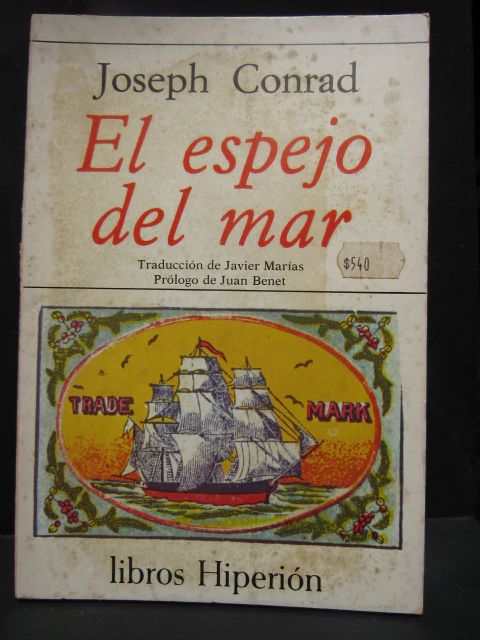 Joseph Conrad
El espejo
del mar
Traducción de Javier Marías
Prólogo de Juan Benet
$540
TRADE MARK
libros Hiperión